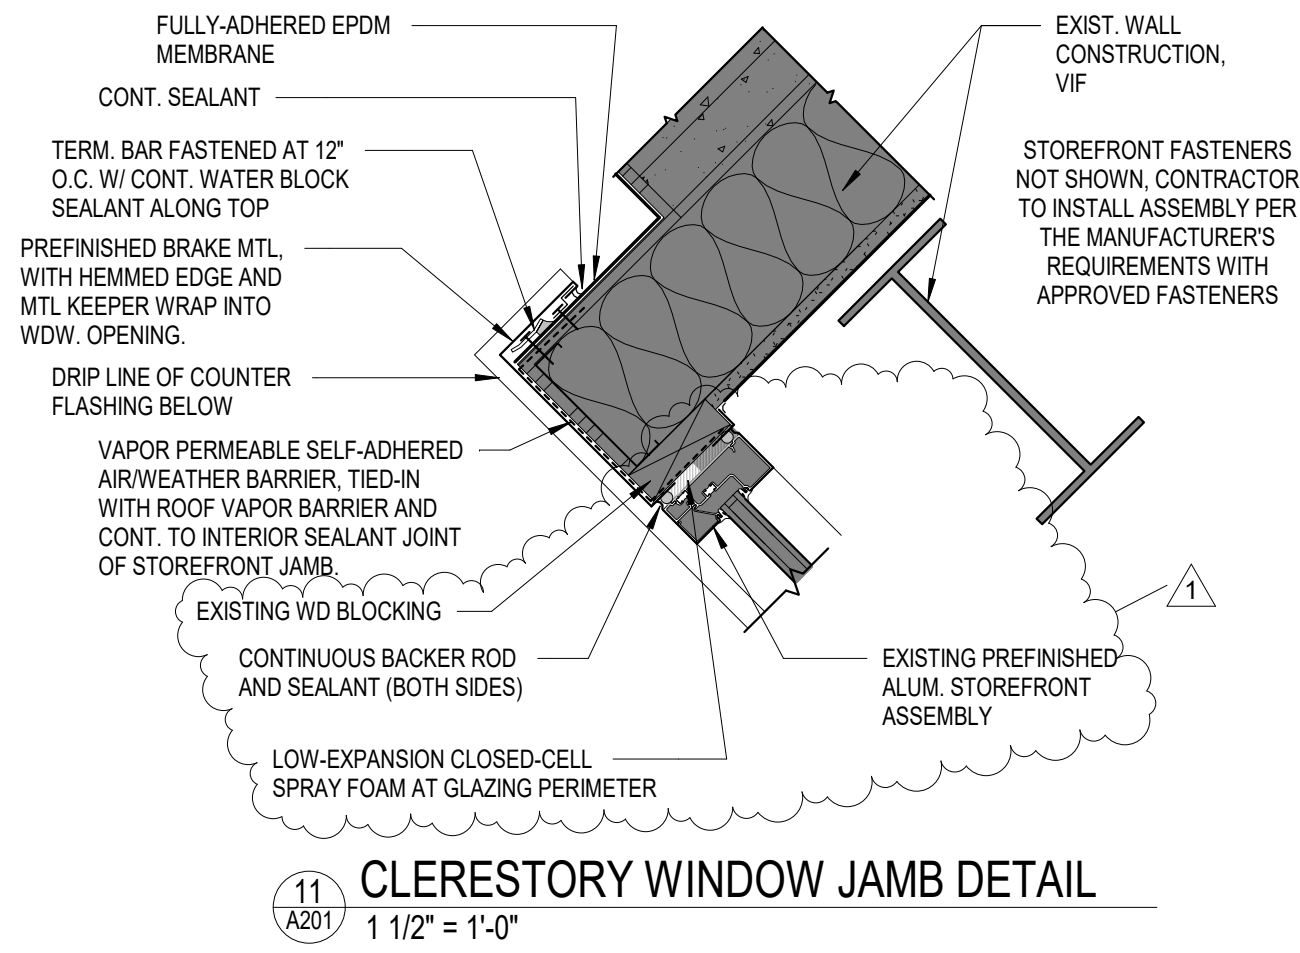 FULLY-ADHERED EPDM
MEMBRANE
CONT. SEALANT
TERM. BAR FASTENED AT 12"
O.C. W/ CONT. WATER BLOCK
SEALANT ALONG TOP
PREFINISHED BRAKE MTL,
WITH HEMMED EDGE AND
MTL KEEPER WRAP INTO
WDW. OPENING.
DRIP LINE OF COUNTER
FLASHING BELOW
VAPOR PERMEABLE SELF-ADHERED
AIR/WEATHER BARRIER, TIED-IN
WITH ROOF VAPOR BARRIER AND
CONT. TO INTERIOR SEALANT JOINT
OF STOREFRONT JAMB.
EXISTING WD BLOCKING
CONTINUOUS BACKER ROD
AND SEALANT (BOTH SIDES)
LOW-EXPANSION CLOSED-CELL
SPRAY FOAM AT GLAZING PERIMETER
EXIST. WALL
CONSTRUCTION,
VIF
STOREFRONT FASTENERS
NOT SHOWN, CONTRACTOR
TO INSTALL ASSEMBLY PER
THE MANUFACTURER'S
REQUIREMENTS WITH
APPROVED FASTENERS
1
EXISTING PREFINISHED
ALUM. STOREFRONT
ASSEMBLY
11
A201
CLERESTORY WINDOW JAMB DETAIL
1 1/2" = 1'-0"